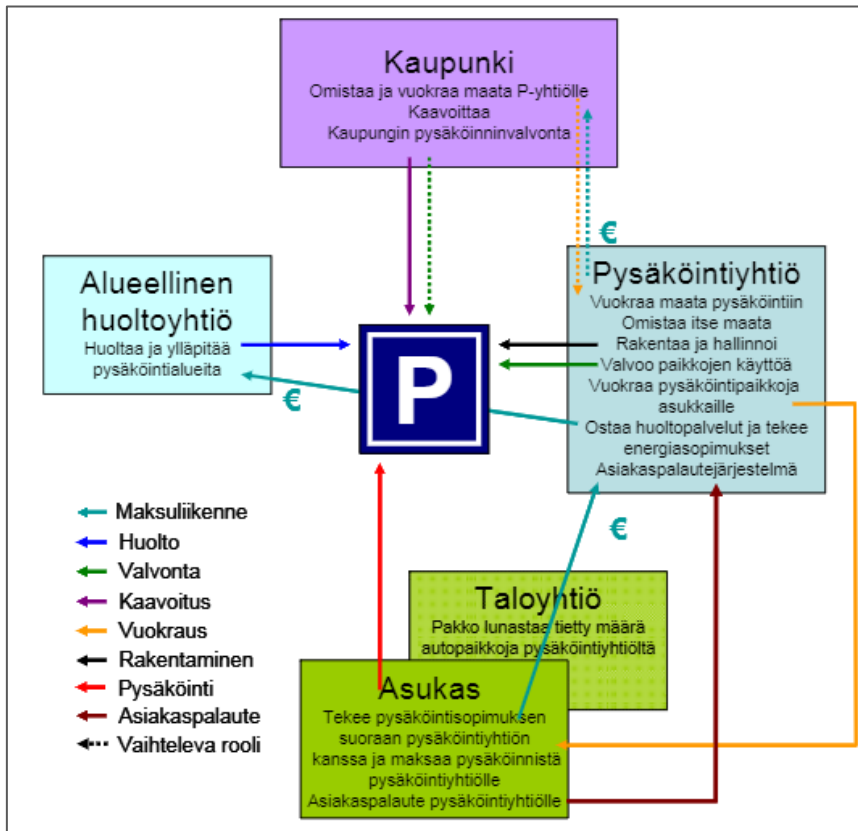 Kaupunki
Omistaa ja vuokraa maata P-yhtiölle
Kaavoittaa
Kaupungin pysäköinninvalvonta
€
Alueellinen
huoltoyhtiö
Huoltaa ja ylläpitää
pysäköintialueita
€
P
Pysäköintiyhtiö
Vuokraa maata pysäköintiin
Omistaa itse maata
Rakentaa ja hallinnoi
Valvoo paikkojen käyttöä
Vuokraa pysäköintipaikkoja
asukkaille
Ostaa huoltopalvelut ja tekee
energiasopimukset
Asiakaspalautejärjestelmä
€
Maksuliikenne
Huolto
Valvonta
Kaavoitus
Vuokraus
Rakentaminen
Pysäköinti
Asiakaspalaute
Vaihteleva rooli
Taloyhtiö
Pakko lunastaa tietty määrä
autopaikkoja pysäköintiyhtiöltä
Asukas
Tekee pysäköintisopimuksen
suoraan pysäköintiyhtiön
kanssa ja maksaa pysäköinnistä
pysäköintiyhtiölle
Asiakaspalaute pysäköintiyhtiölle